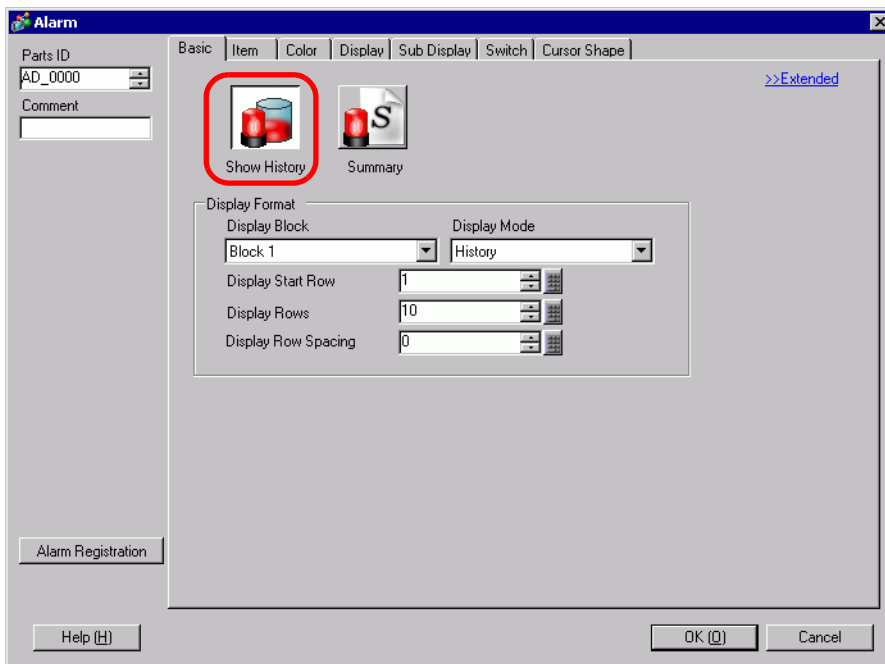 Alarm
Parts ID
AD_0000
Comment
Basic Item Color Display Sub Display Switch Cursor Shape
>>Extended
Show History Summary
Display Format
Display Block Display Mode
Block 1 History
Display Start Row 1
Display Rows 10
Display Row Spacing 0
Alarm Registration
Help (H) OK (O) Cancel